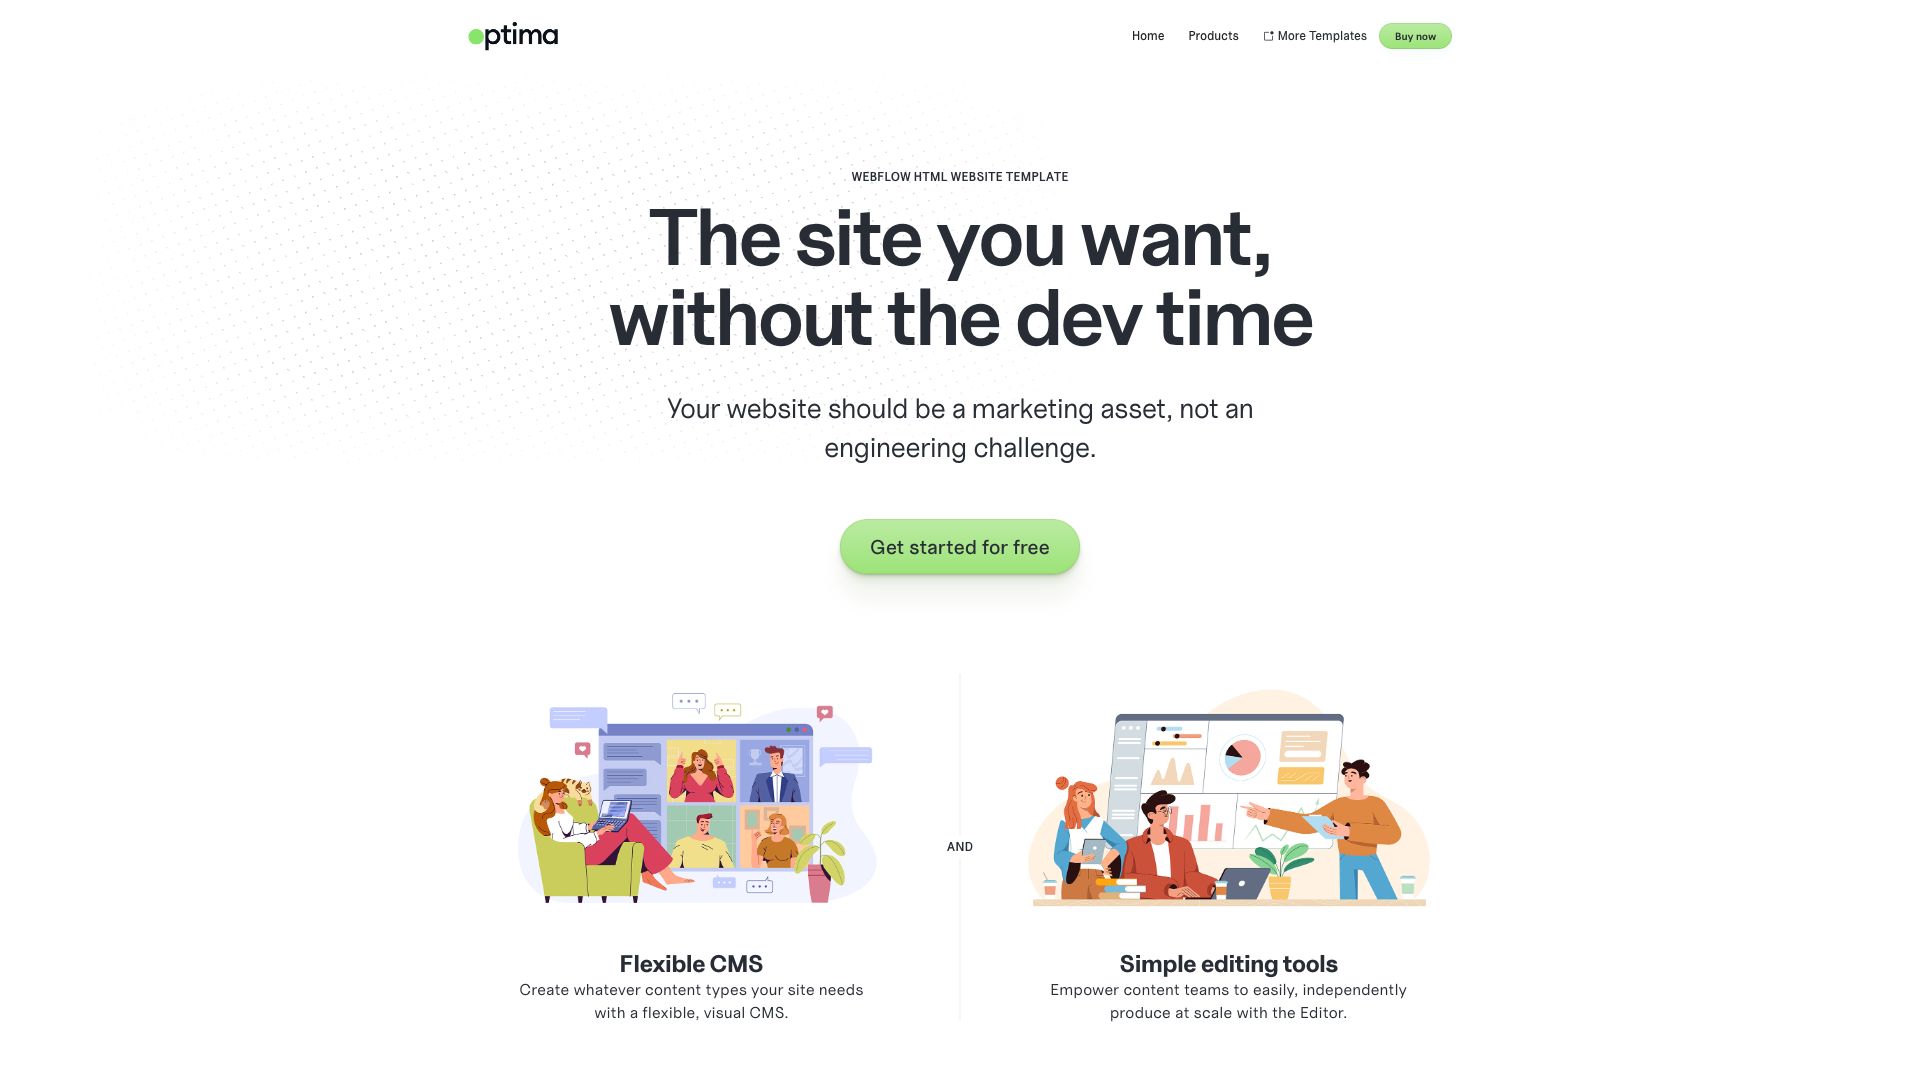 optima
Home
Products
More Templates
Buy now
WEBFLOW HTML WEBSITE TEMPLATE
The site you want,
without the dev time
Your website should be a marketing asset, not an
engineering challenge.
Get started for free
AND
Flexible CMS
Create whatever content types your site needs
with a flexible, visual CMS.
Simple editing tools
Empower content teams to easily, independently
produce at scale with the Editor.